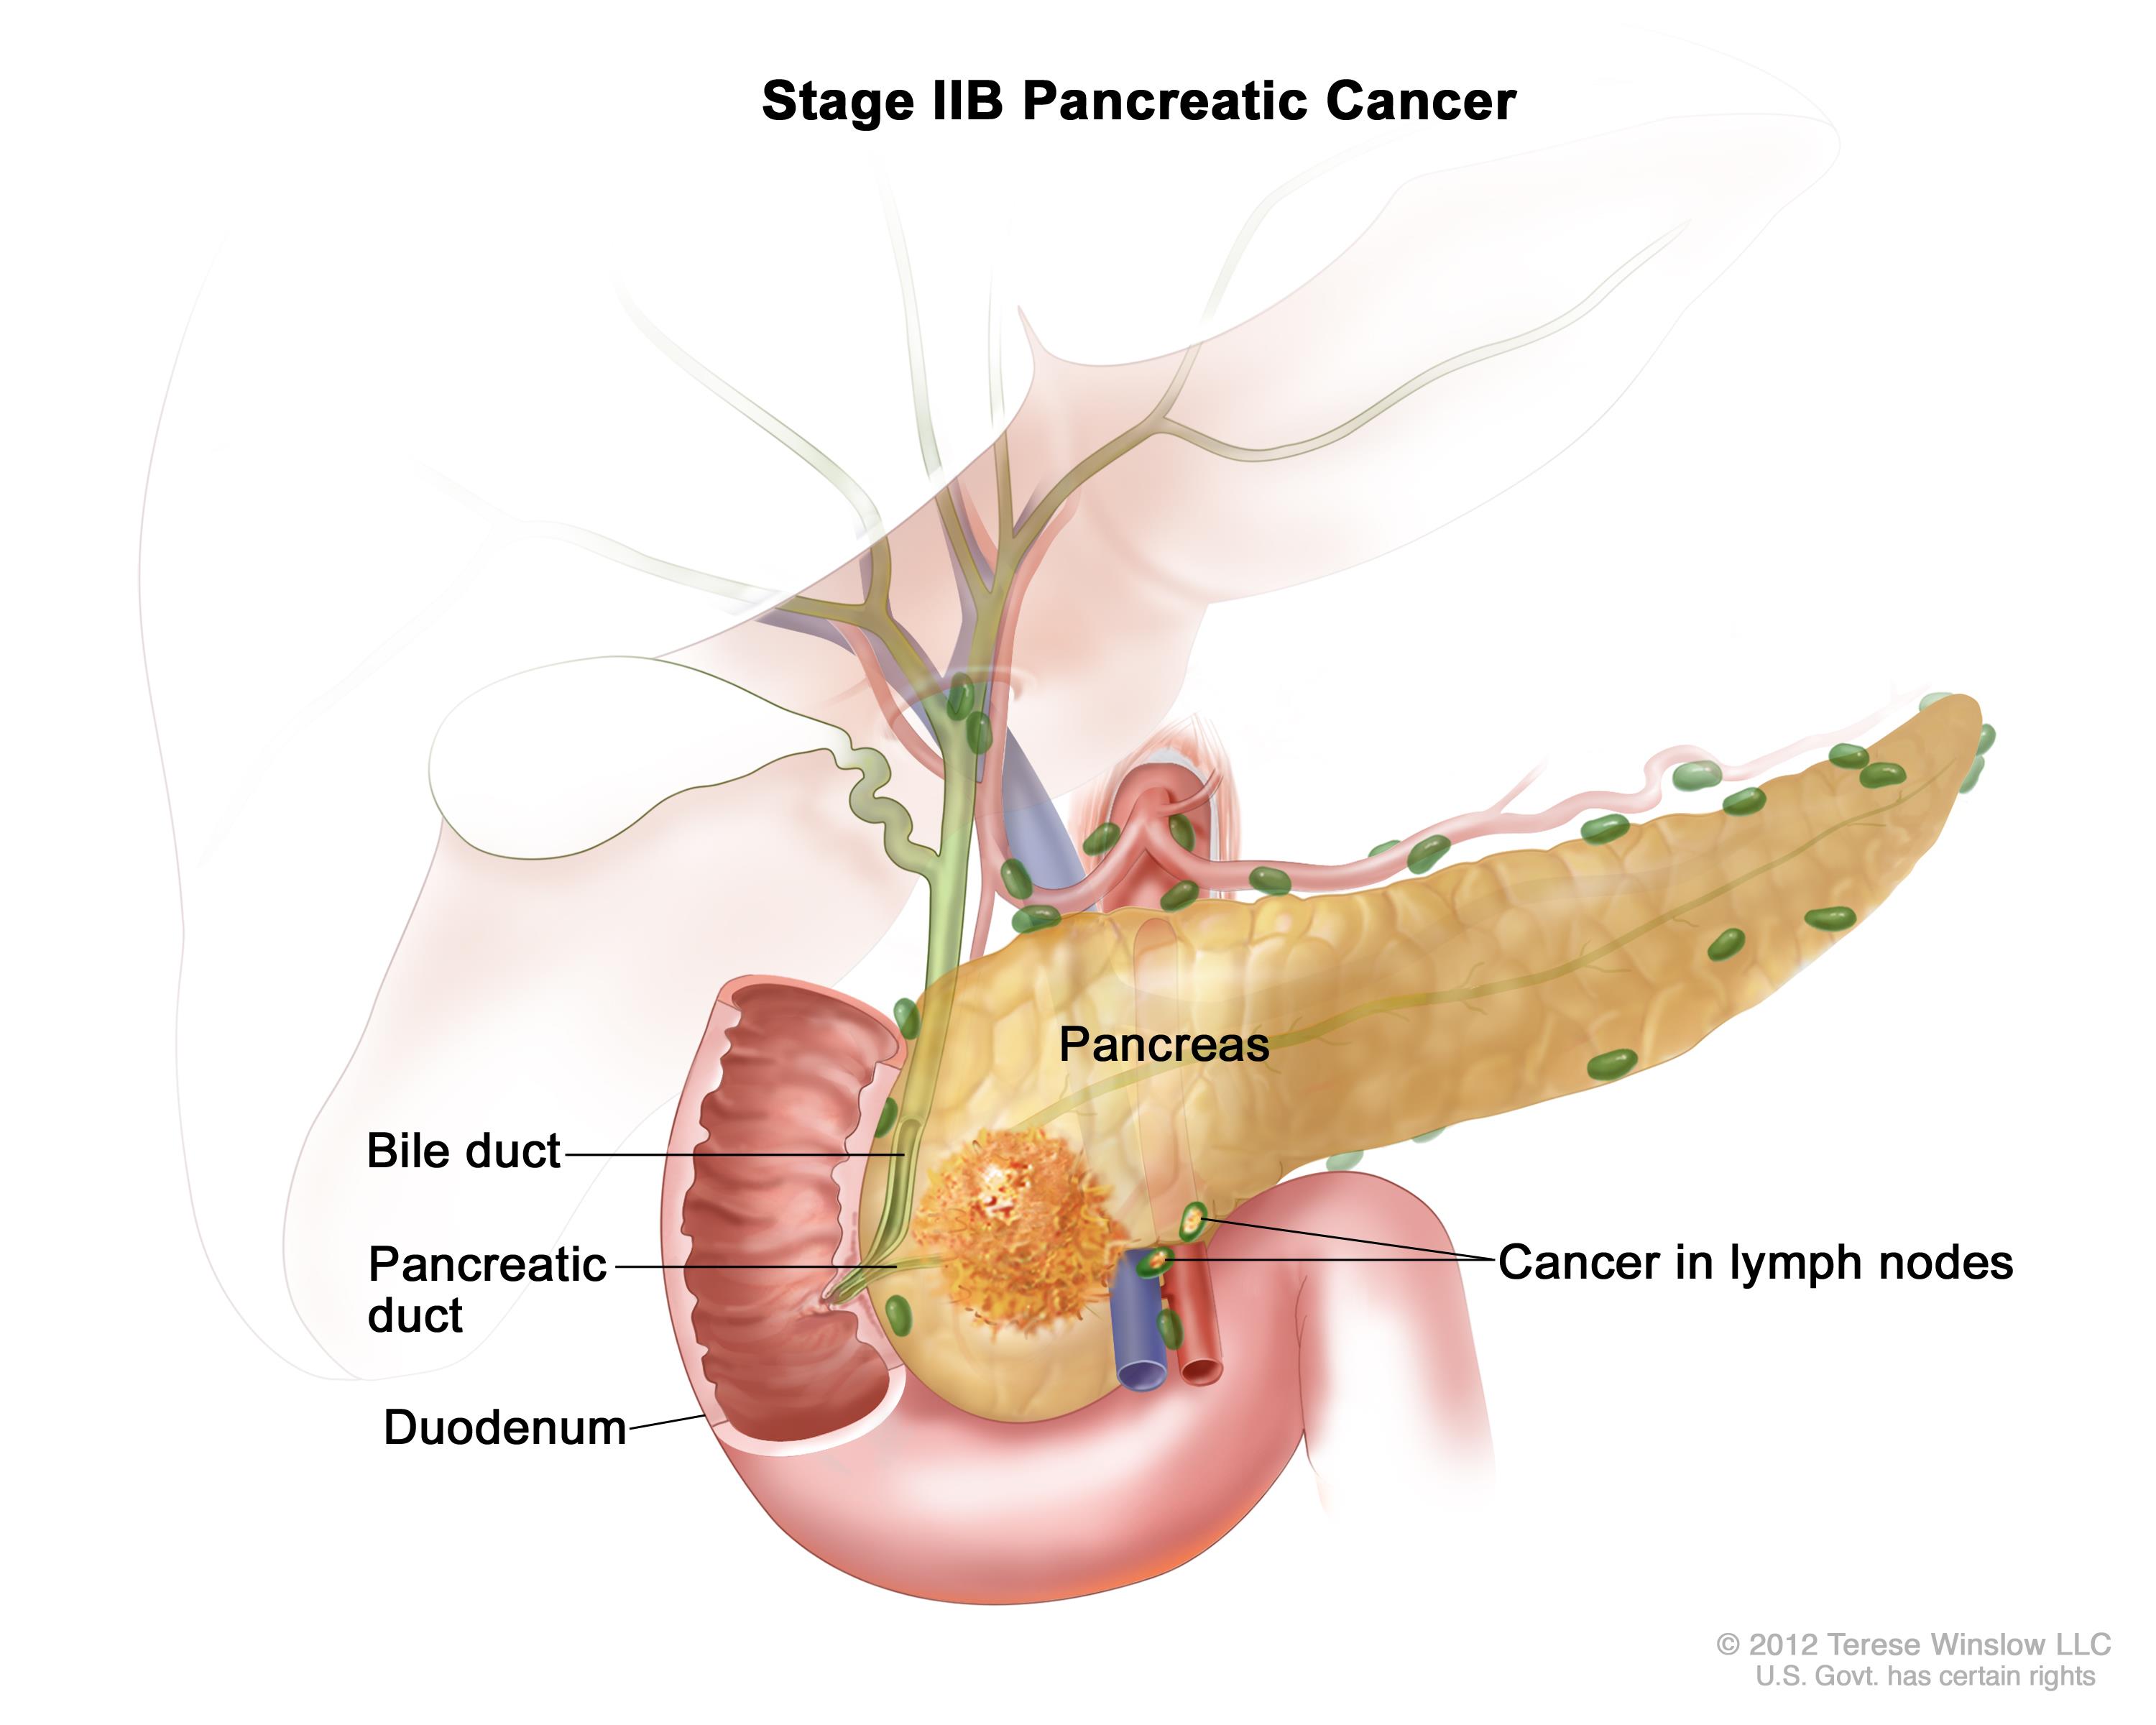 Stage IIB Pancreatic Cancer
Pancreas
Bile duct
Pancreatic
duct
Cancer in lymph nodes
Duodenum
© 2012 Terese Winslow LLC
U.S. Govt. has certain rights